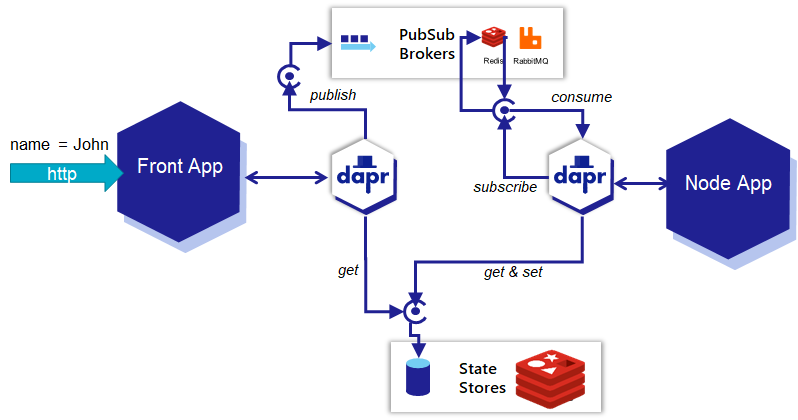 PubSub
Brokers
Redis
RabbitMQ
publish
consume
name = John
http
Front App
dapr
subscribe
dapr
Node App
get
get & set
State
Stores